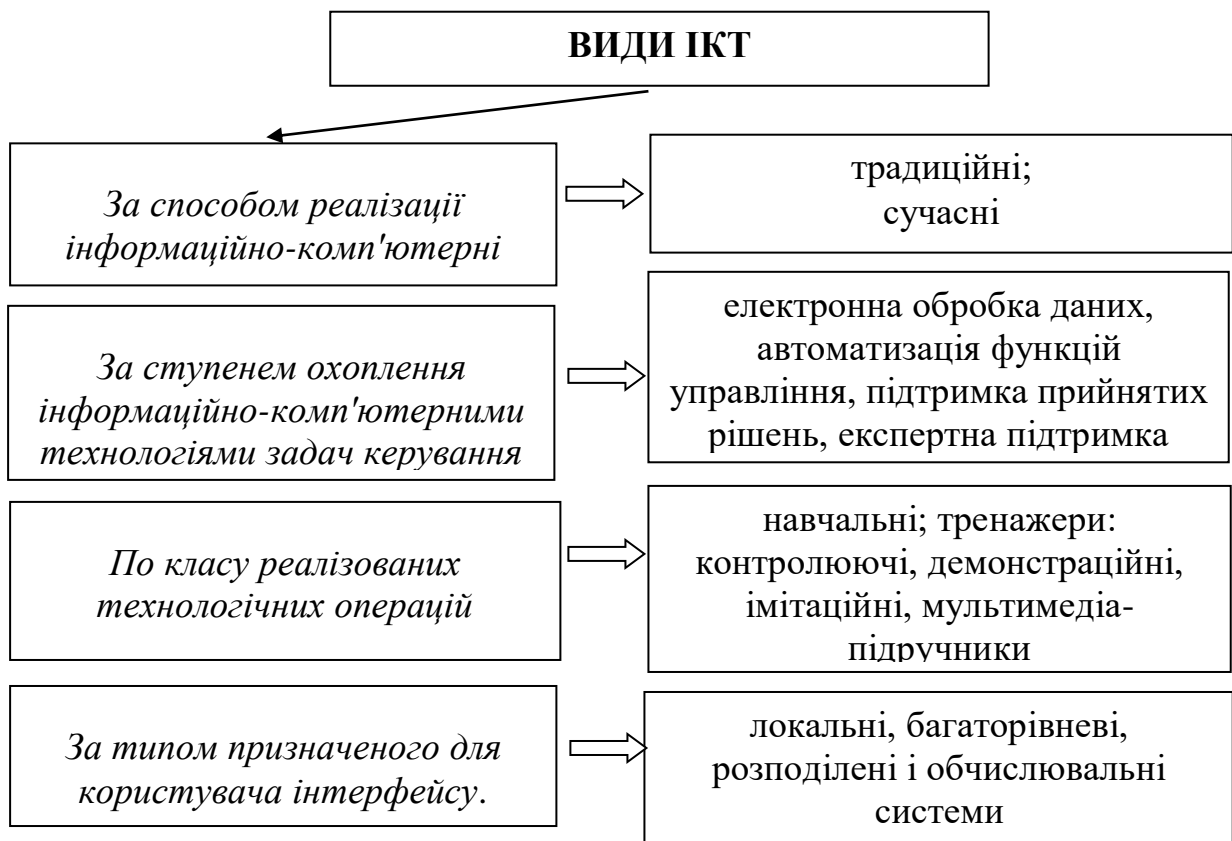 ВИДИ ІКТ
За способом реалізації
інформаційно-комп'ютерні
традиційні;
сучасні
За ступенем охоплення
інформаційно-комп'ютерними
технологіями задач керування
електронна обробка даних,
автоматизація функцій
управління, підтримка прийнятих
рішень, експертна підтримка
По класу реалізованих
технологічних операцій
навчальні; тренажери:
контролюючі, демонстраційні,
імітаційні, мультимедіа-
підручники
За типом призначеного для
користувача інтерфейсу.
локальні, багаторівневі,
розподілені і обчислювальні
системи